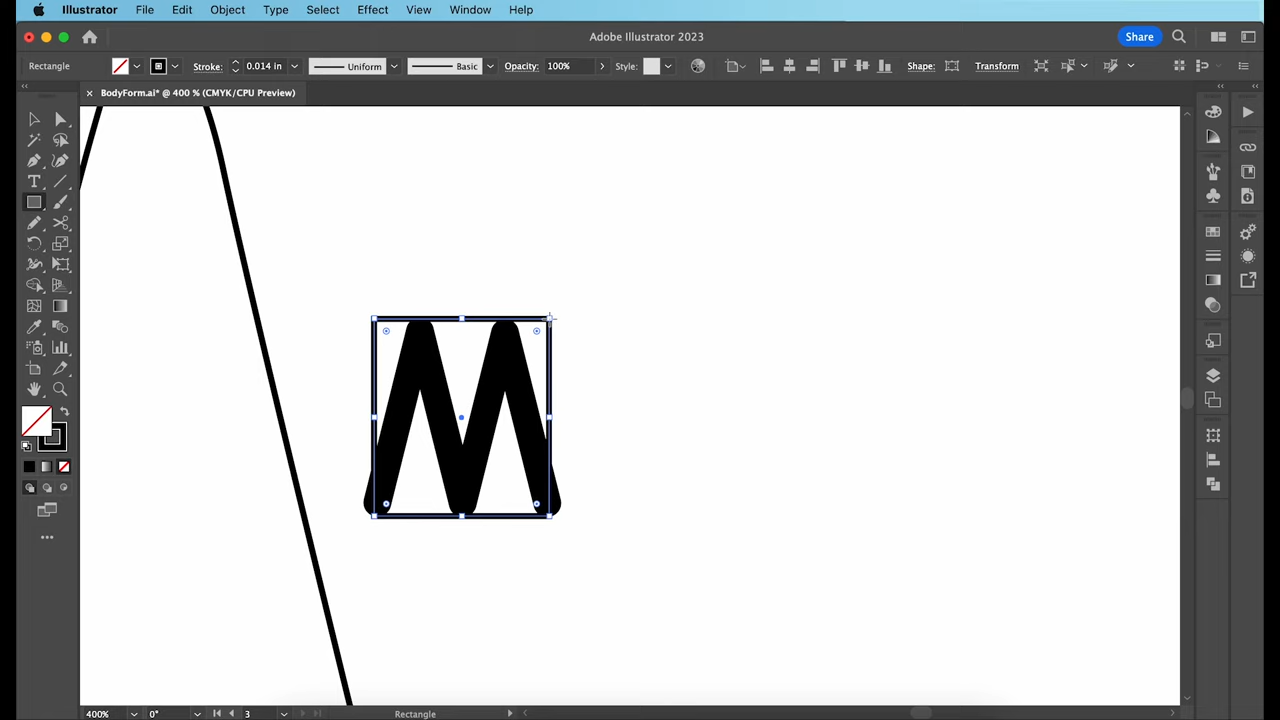 Illustrator File Edit Object Type Select Effect View Window Help
Adobe Illustrator 2023
Share
Rectangle Stroke: 0.014 in Uniform Basic Opacity: 100% Style: Shape: Transform
× BodyForm.ai* @ 400 % (CMYK/CPU Preview)
M
400% 0° 3 Rectangle